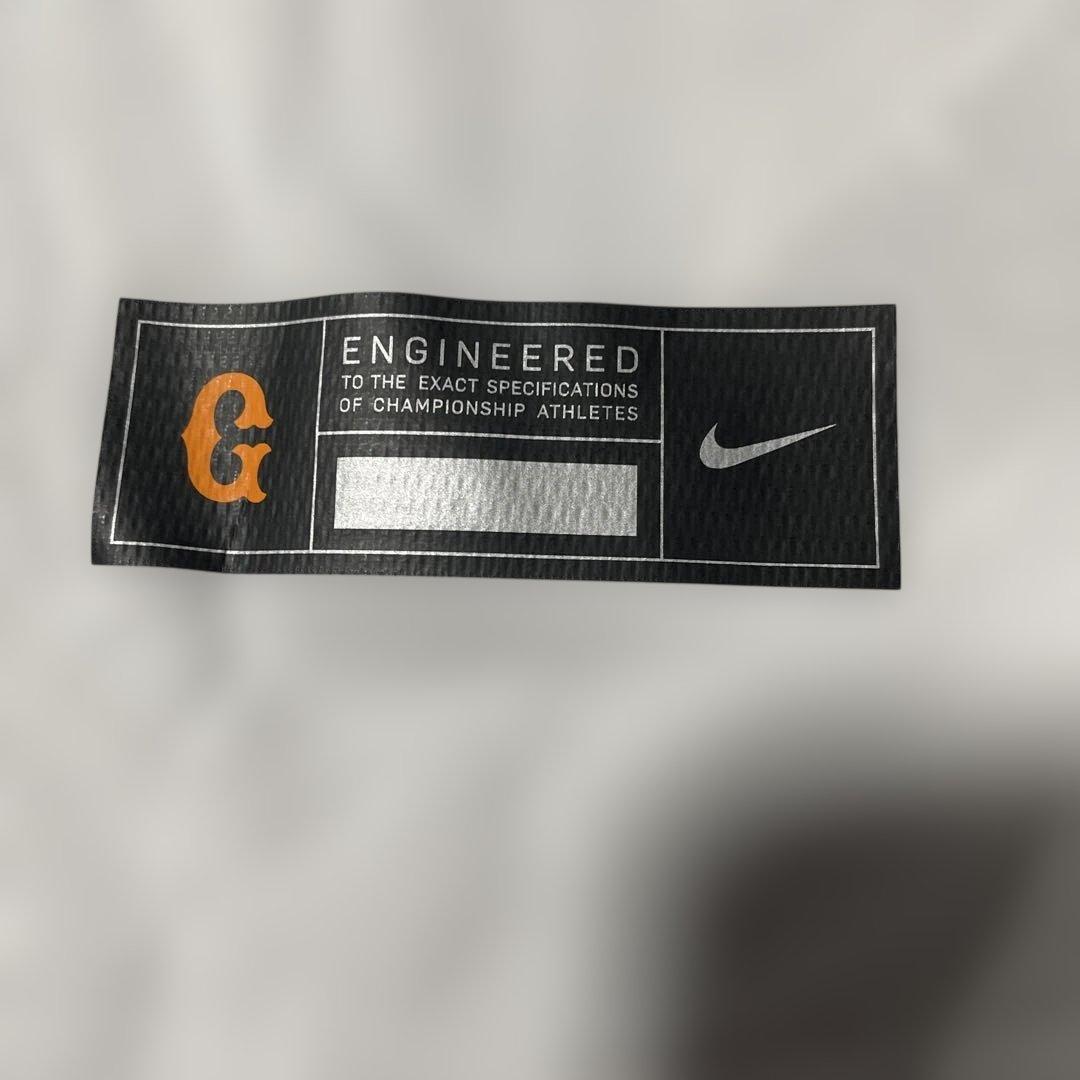 G
ENGINEERED
TO THE EXACT SPECIFICATIONS
OF CHAMPIONSHIP ATHLETES